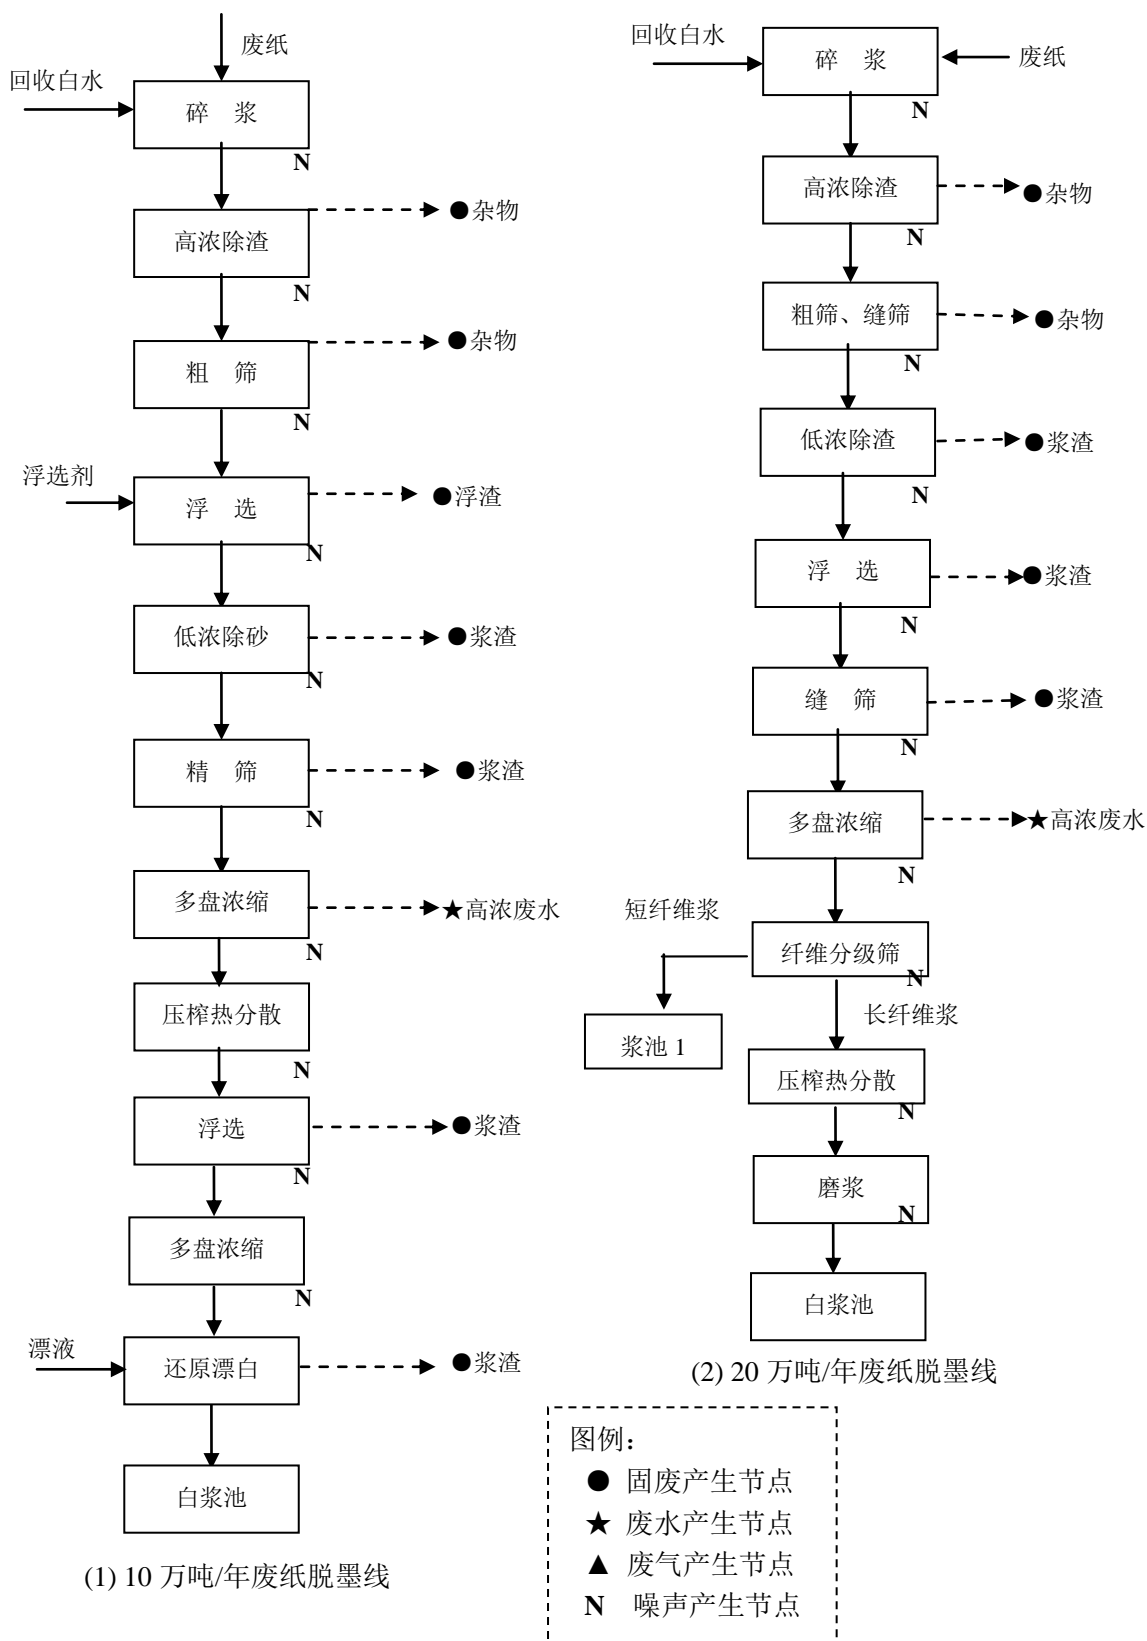 废纸
回收白水
碎 浆
N
高浓除渣
●杂物
N
粗 筛
●杂物
N
浮选剂
浮 选
●浮渣
N
低浓除砂
●浆渣
N
精 筛
●浆渣
N
多盘浓缩
★高浓废水
N
压榨热分散
N
浮选
●浆渣
N
多盘浓缩
N
漂液
还原漂白
●浆渣
白浆池
(1) 10 万吨/年废纸脱墨线
回收白水
碎 浆
废纸
N
高浓除渣
●杂物
N
粗筛、缝筛
●杂物
N
低浓除渣
●浆渣
N
浮 选
●浆渣
N
缝 筛
●浆渣
N
多盘浓缩
★高浓废水
N
短纤维浆
纤维分级筛
N
浆池 1
长纤维浆
压榨热分散
N
磨浆
N
白浆池
(2) 20 万吨/年废纸脱墨线
图例：
● 固废产生节点
★ 废水产生节点
▲ 废气产生节点
N 噪声产生节点